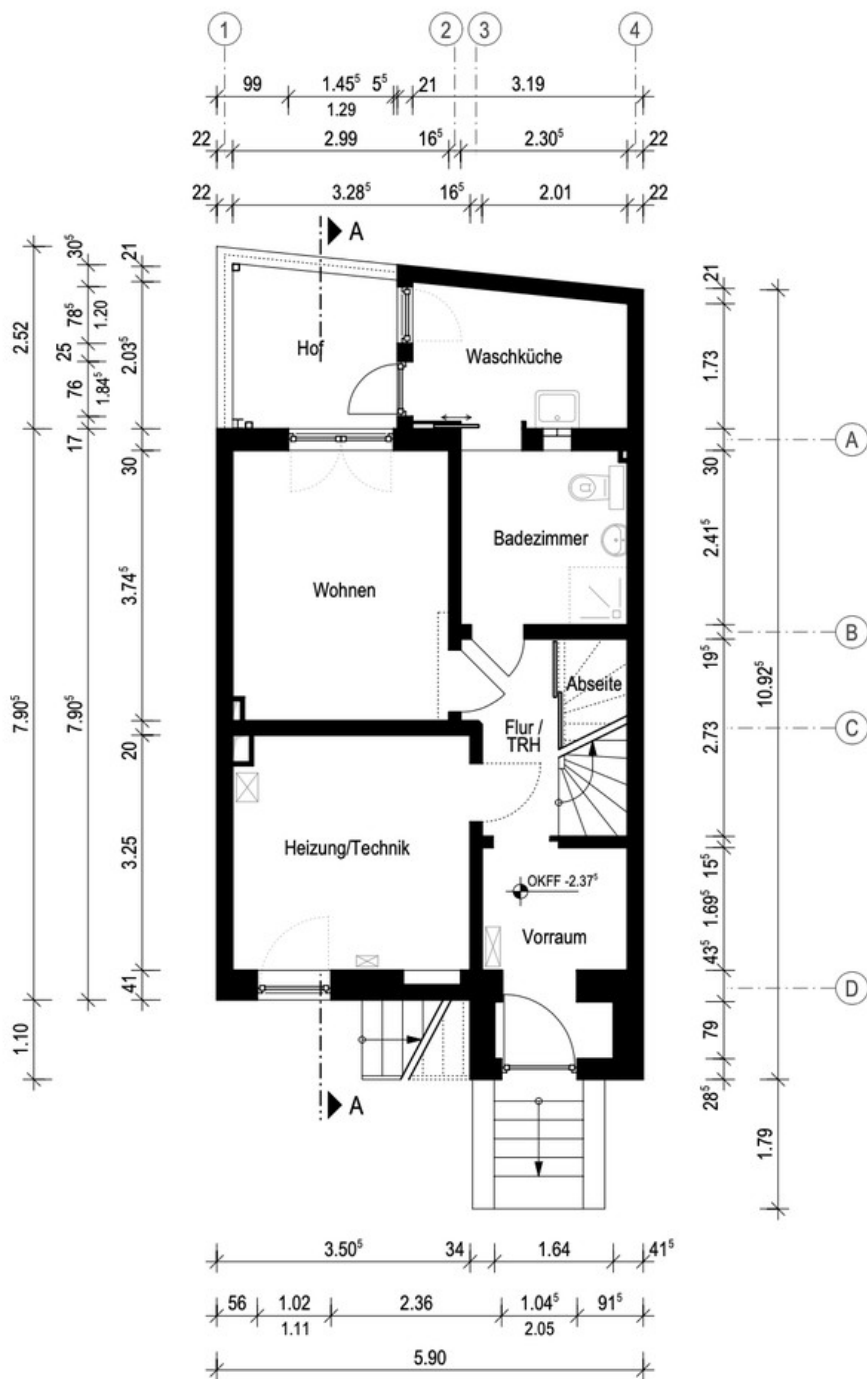 1 2 3 4
99 1.45⁵ 5⁵ 21 3.19
1.29
22 2.99 16⁵ 2.30⁵ 22
22 3.28⁵ 16⁵ 2.01 22
A
Hof
Waschküche
Badezimmer
Wohnen
Abseite
Flur /
TRH
Heizung/Technik
OKFF -2.37⁵
Vorraum
A
2.52
7.90⁵
1.10
30⁵
78⁵
1.20
25
76
1.84⁵
17
7.90⁵
21
2.03⁵
30
3.74⁵
20
3.25
41
21
1.73
30
2.41⁵
19⁵
2.73
15⁵
1.69⁵
43⁵
79
28⁵
10.92⁵
1.79
A
B
C
D
3.50⁵ 34 1.64 41⁵
56 1.02 2.36 1.04⁵ 91⁵
1.11 2.05
5.90